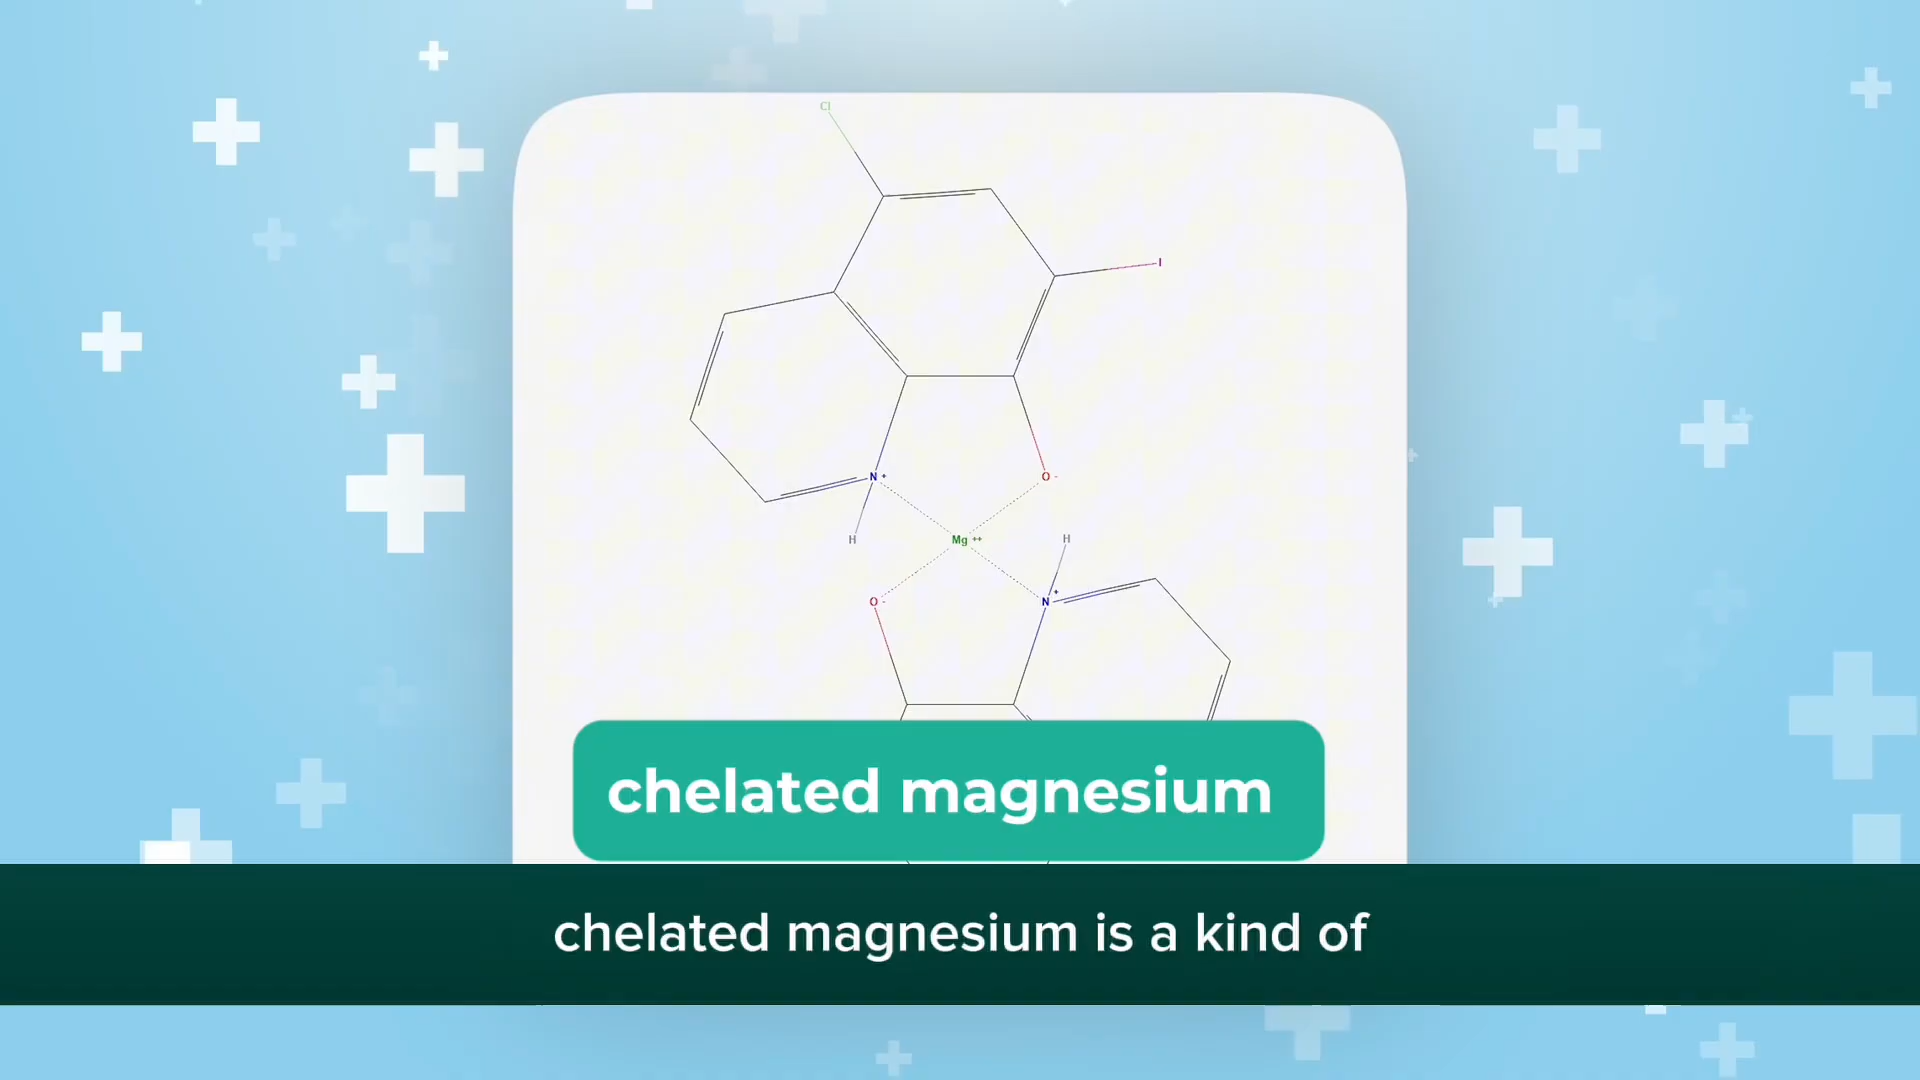 Cl
I
N +
O -
H
Mg ++
H
O -
N +
chelated magnesium
chelated magnesium is a kind of